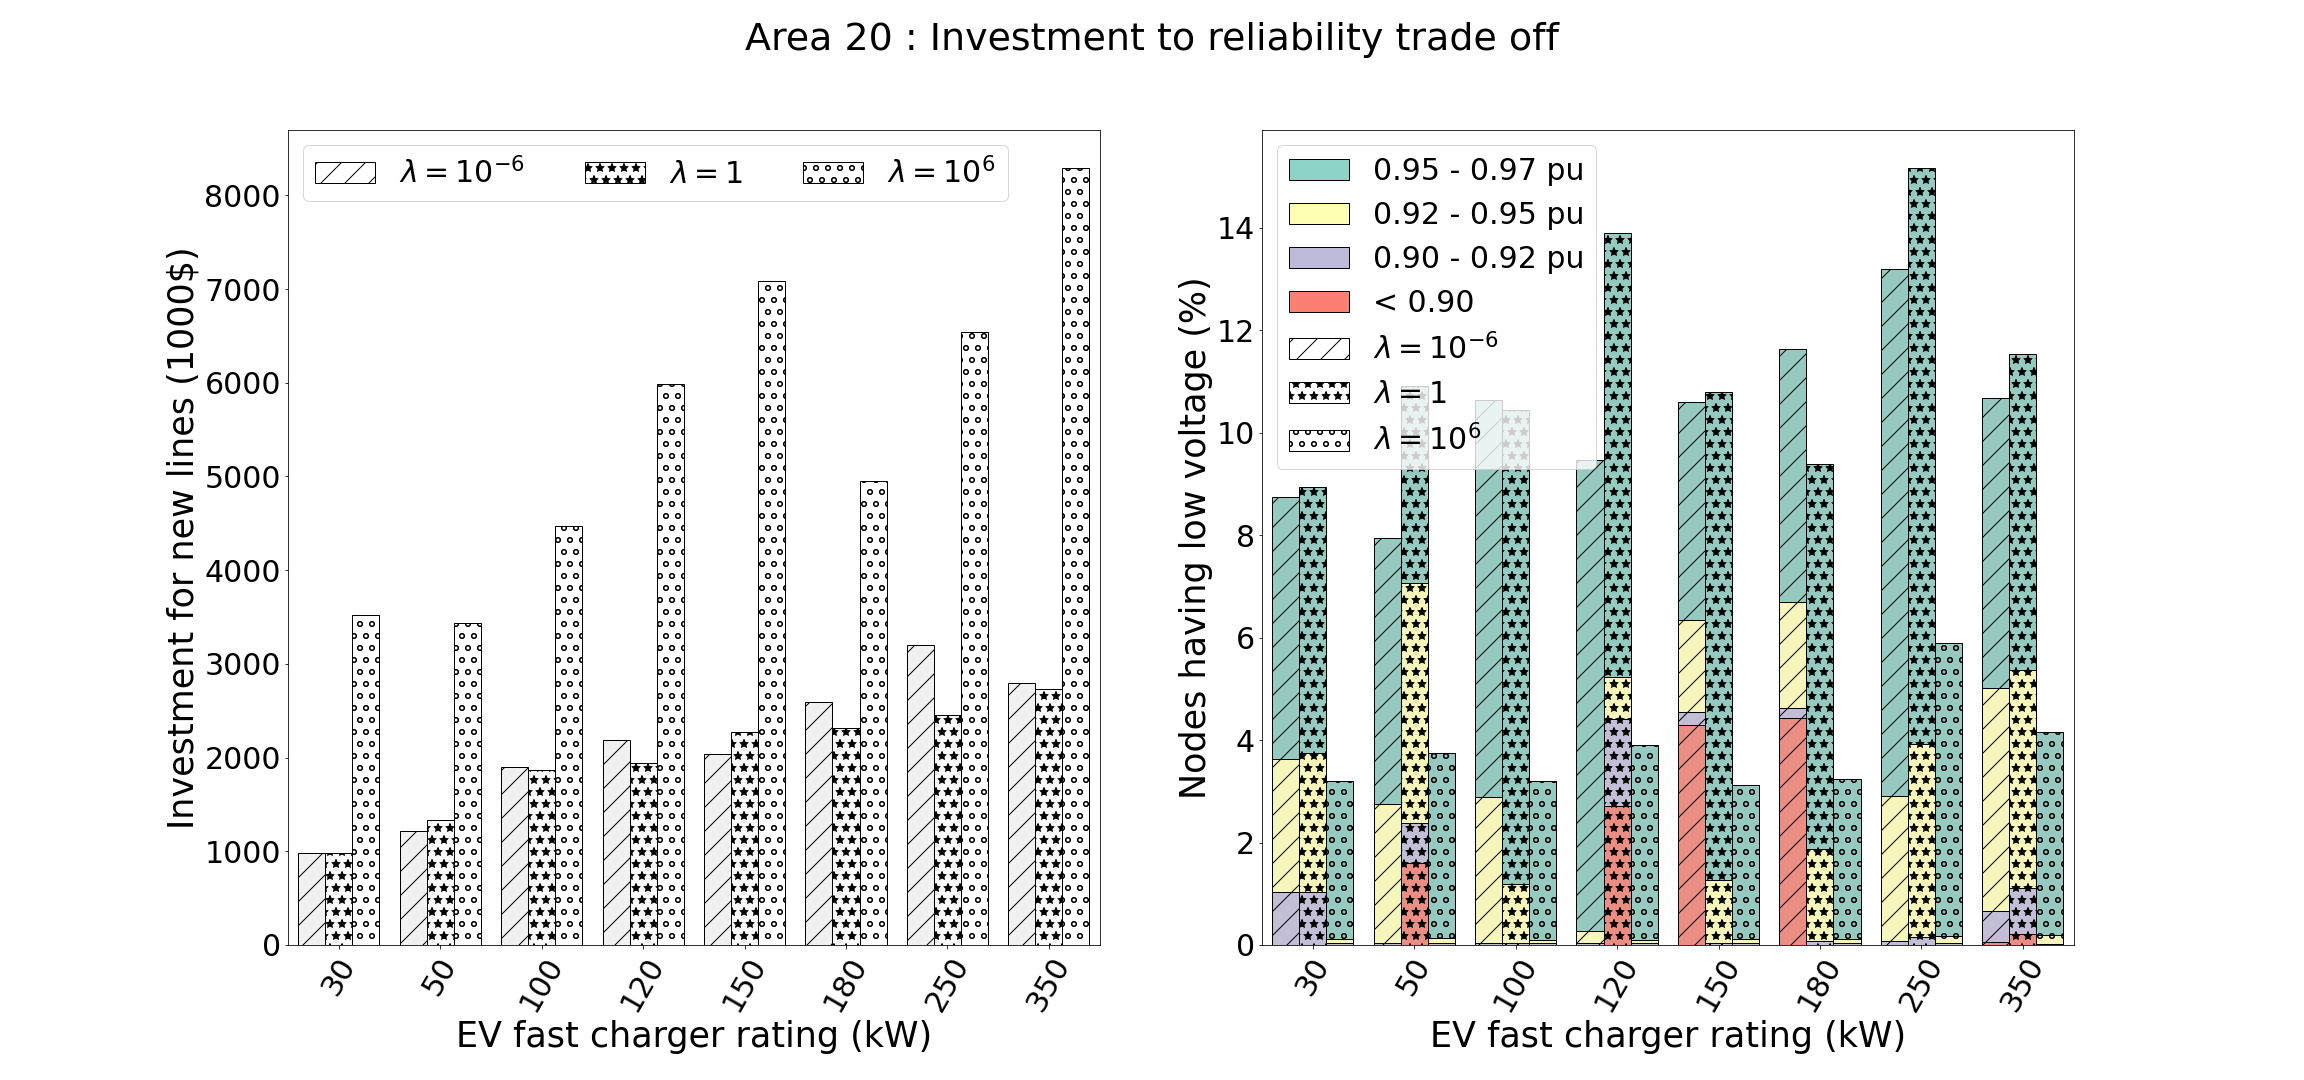 Area 20 : Investment to reliability trade off
Investment for new lines (1000$)
8000
7000
6000
5000
4000
3000
2000
1000
0
λ = 10⁻⁶ λ = 1 λ = 10⁶
30 50 100 120 150 180 250 350
EV fast charger rating (kW)
Nodes having low voltage (%)
14
12
10
8
6
4
2
0
0.95 - 0.97 pu
0.92 - 0.95 pu
0.90 - 0.92 pu
< 0.90
λ = 10⁻⁶
λ = 1
λ = 10⁶
30 50 100 120 150 180 250 350
EV fast charger rating (kW)